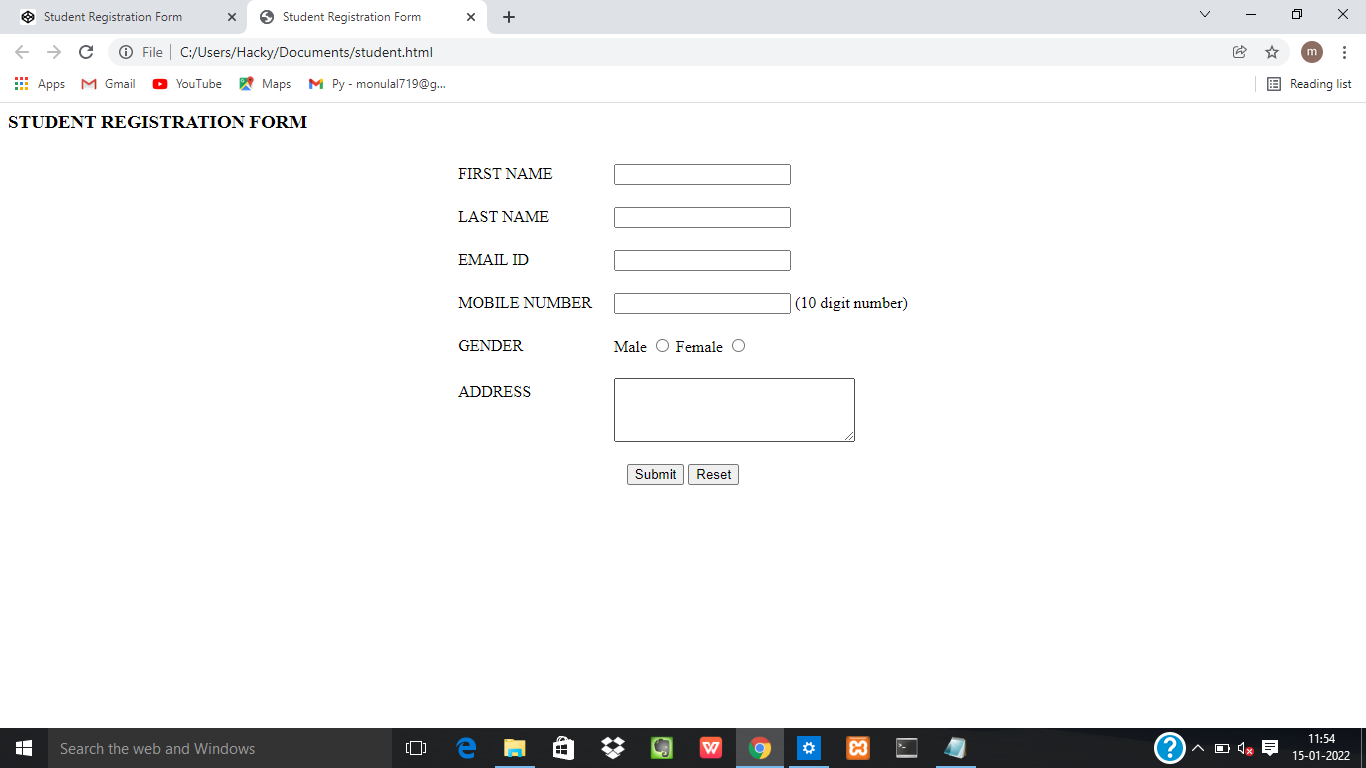 Student Registration Form
Student Registration Form
File C:/Users/Hacky/Documents/student.html
m
Apps Gmail YouTube Maps Py - monulal719@g... Reading list
STUDENT REGISTRATION FORM
FIRST NAME
LAST NAME
EMAIL ID
MOBILE NUMBER (10 digit number)
GENDER Male Female
ADDRESS
Submit Reset
Search the web and Windows
W
?
11:54
15-01-2022